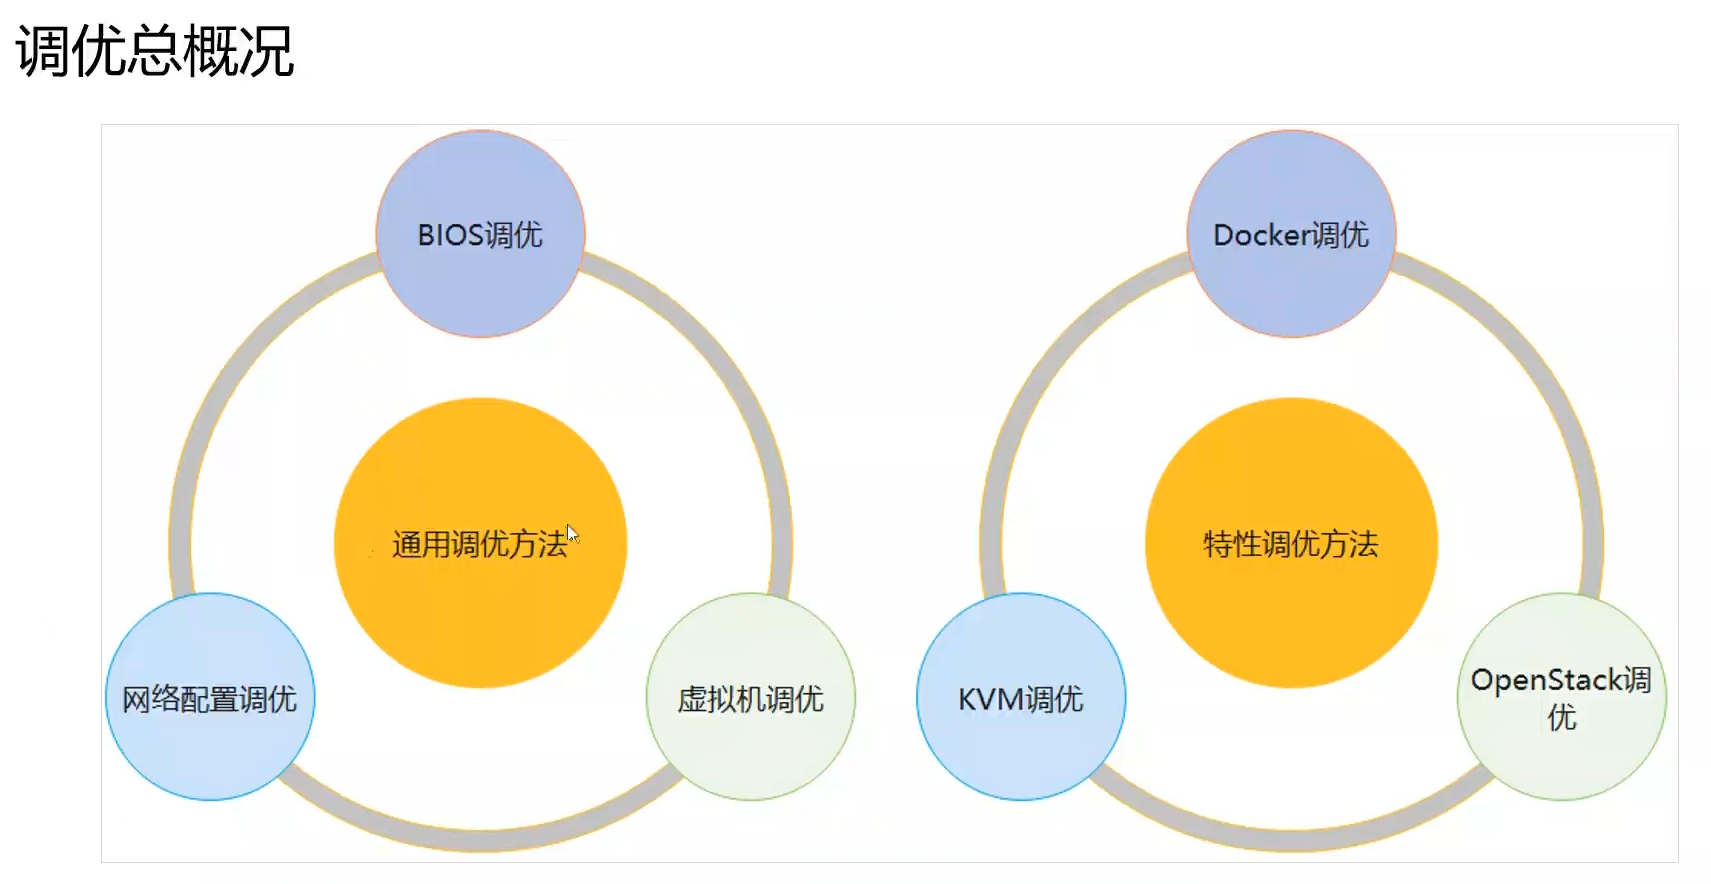 调优总概况
BIOS调优
通用调优方法
网络配置调优
虚拟机调优
Docker调优
特性调优方法
KVM调优
OpenStack调
优